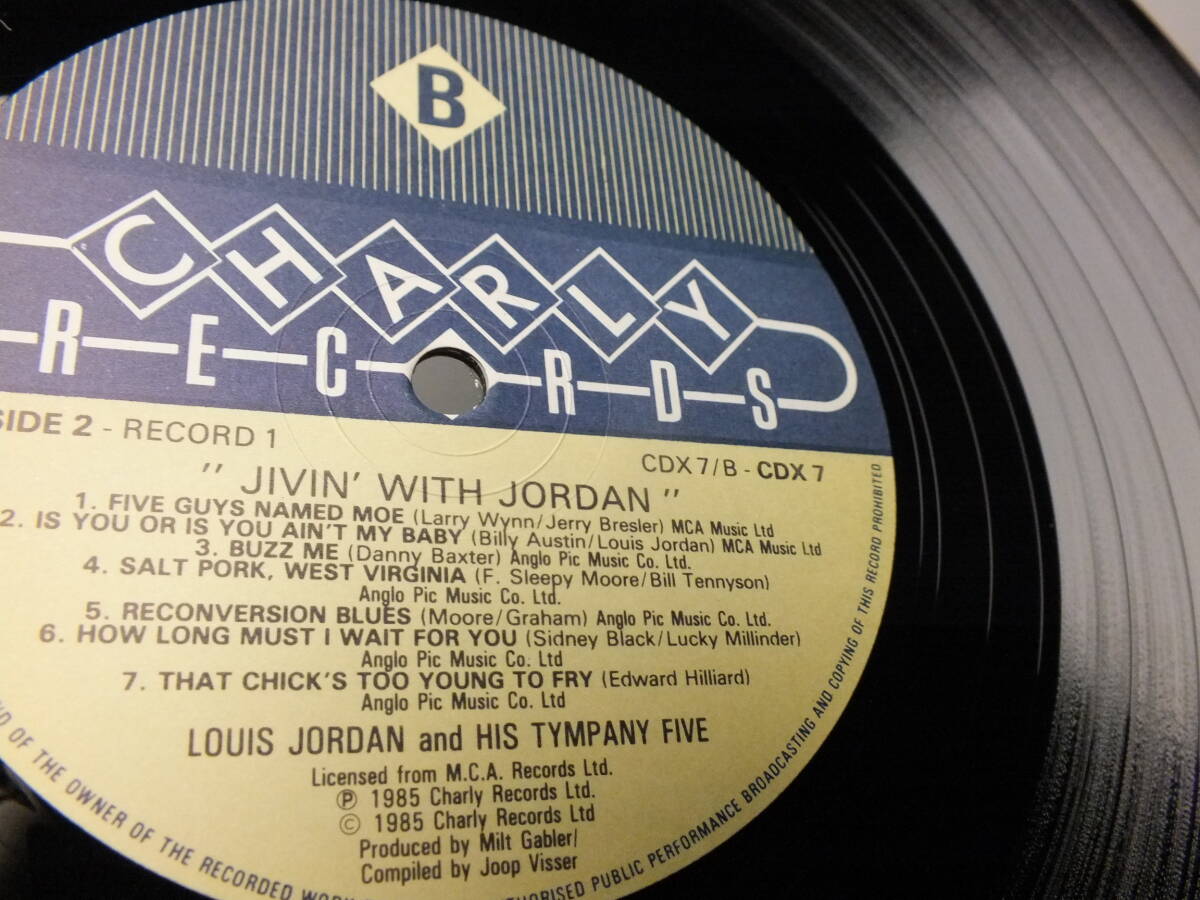 B
CHARLY
RECORDS
SIDE 2 - RECORD 1
CDX 7/B - CDX 7
" JIVIN' WITH JORDAN "
1. FIVE GUYS NAMED MOE (Larry Wynn/Jerry Bresler) MCA Music Ltd
2. IS YOU OR IS YOU AIN'T MY BABY (Billy Austin/Louis Jordan) MCA Music Ltd
3. BUZZ ME (Danny Baxter) Anglo Pic Music Co. Ltd.
4. SALT PORK, WEST VIRGINIA (F. Sleepy Moore/Bill Tennyson)
Anglo Pic Music Co. Ltd.
5. RECONVERSION BLUES (Moore/Graham) Anglo Pic Music Co. Ltd.
6. HOW LONG MUST I WAIT FOR YOU (Sidney Black/Lucky Millinder)
Anglo Pic Music Co. Ltd
7. THAT CHICK'S TOO YOUNG TO FRY (Edward Hilliard)
Anglo Pic Music Co. Ltd
LOUIS JORDAN and HIS TYMPANY FIVE
Licensed from M.C.A. Records Ltd.
℗ 1985 Charly Records Ltd.
© 1985 Charly Records Ltd
Produced by Milt Gabler/
Compiled by Joop Visser
OF THE OWNER OF THE RECORDED PUBLIC PERFORMANCE BROADCASTING AND COPYING OF THIS RECORD PROHIBITED